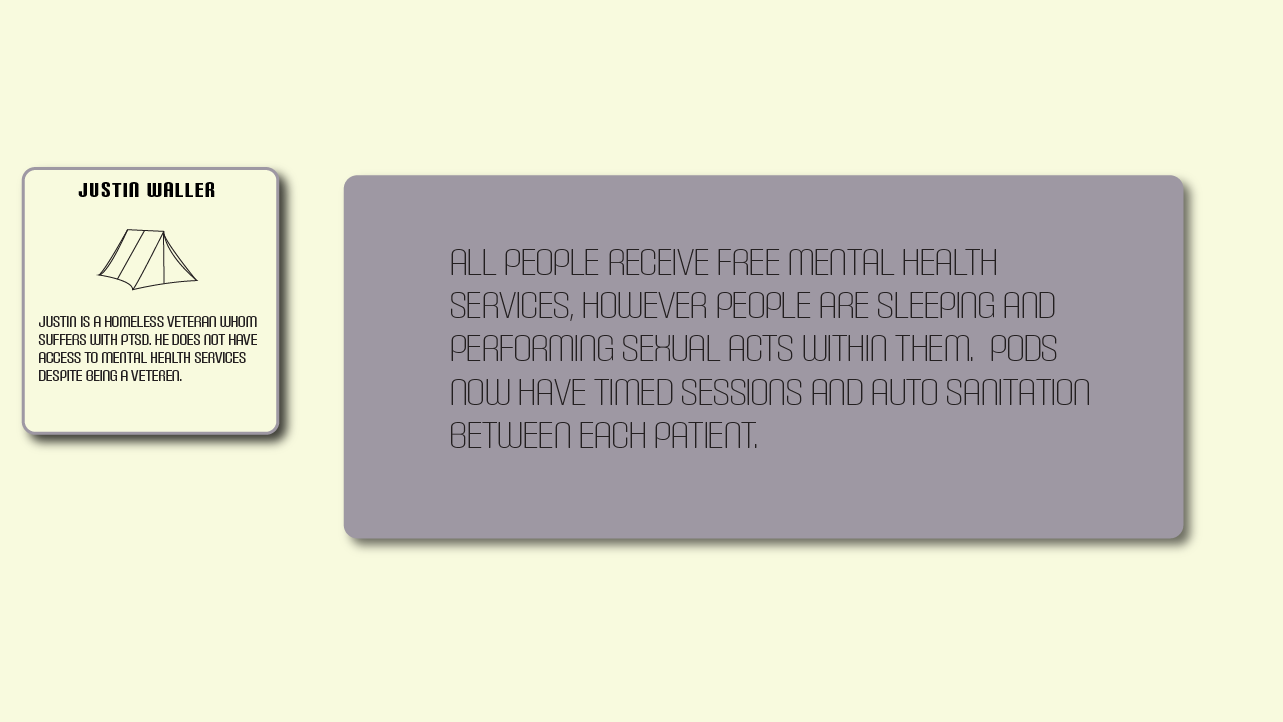 JUSTIN WALLER
JUSTIN IS A HOMELESS VETERAN WHOM
SUFFERS WITH PTSD. HE DOES NOT HAVE
ACCESS TO MENTAL HEALTH SERVICES
DESPITE BEING A VETEREN.
ALL PEOPLE RECEIVE FREE MENTAL HEALTH
SERVICES, HOWEVER PEOPLE ARE SLEEPING AND
PERFORMING SEXUAL ACTS WITHIN THEM.  PODS
NOW HAVE TIMED SESSIONS AND AUTO SANITATION
BETWEEN EACH PATIENT.